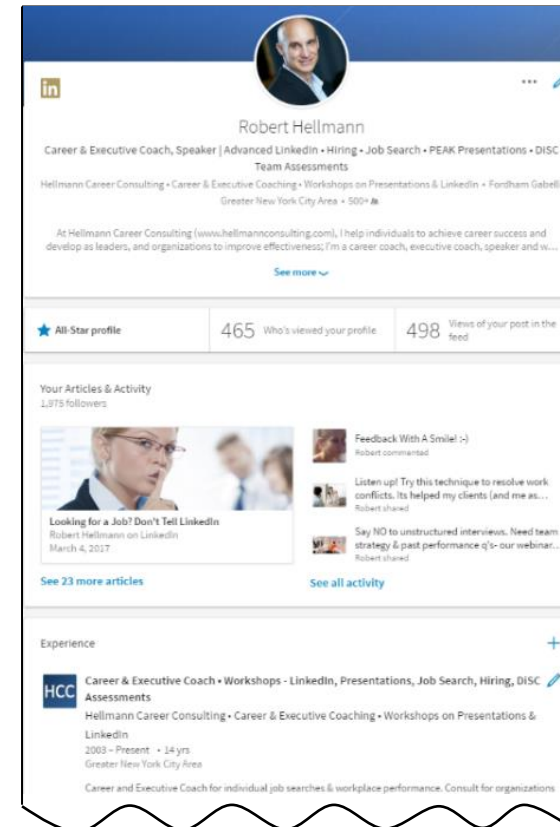 in
Robert Hellmann
Career & Executive Coach, Speaker | Advanced LinkedIn • Hiring • Job Search • PEAK Presentations • DISC
Team Assessments
Hellmann Career Consulting • Career & Executive Coaching • Workshops on Presentations & LinkedIn • Fordham Gabelli
Greater New York City Area • 500+
At Hellmann Career Consulting (www.hellmannconsulting.com), I help individuals to achieve career success and
develop as leaders, and organizations to improve effectiveness; I'm a career coach, executive coach, speaker and w…
See more
All-Star profile
465 Who's viewed your profile
498 Views of your post in the
feed
Your Articles & Activity
1,975 followers
Looking for a Job? Don't Tell LinkedIn
Robert Hellmann on LinkedIn
March 4, 2017
See 23 more articles
Feedback With A Smile! :-)
Robert commented
Listen up! Try this technique to resolve work
conflicts. Its helped my clients (and me as…
Robert shared
Say NO to unstructured interviews. Need team
strategy & past performance q's- our webinar…
Robert shared
See all activity
Experience
HCC
Career & Executive Coach • Workshops - LinkedIn, Presentations, Job Search, Hiring, DiSC
Assessments
Hellmann Career Consulting • Career & Executive Coaching • Workshops on Presentations &
LinkedIn
2003 – Present • 14 yrs
Greater New York City Area
Career and Executive Coach for individual job searches & workplace performance. Consult for organizations